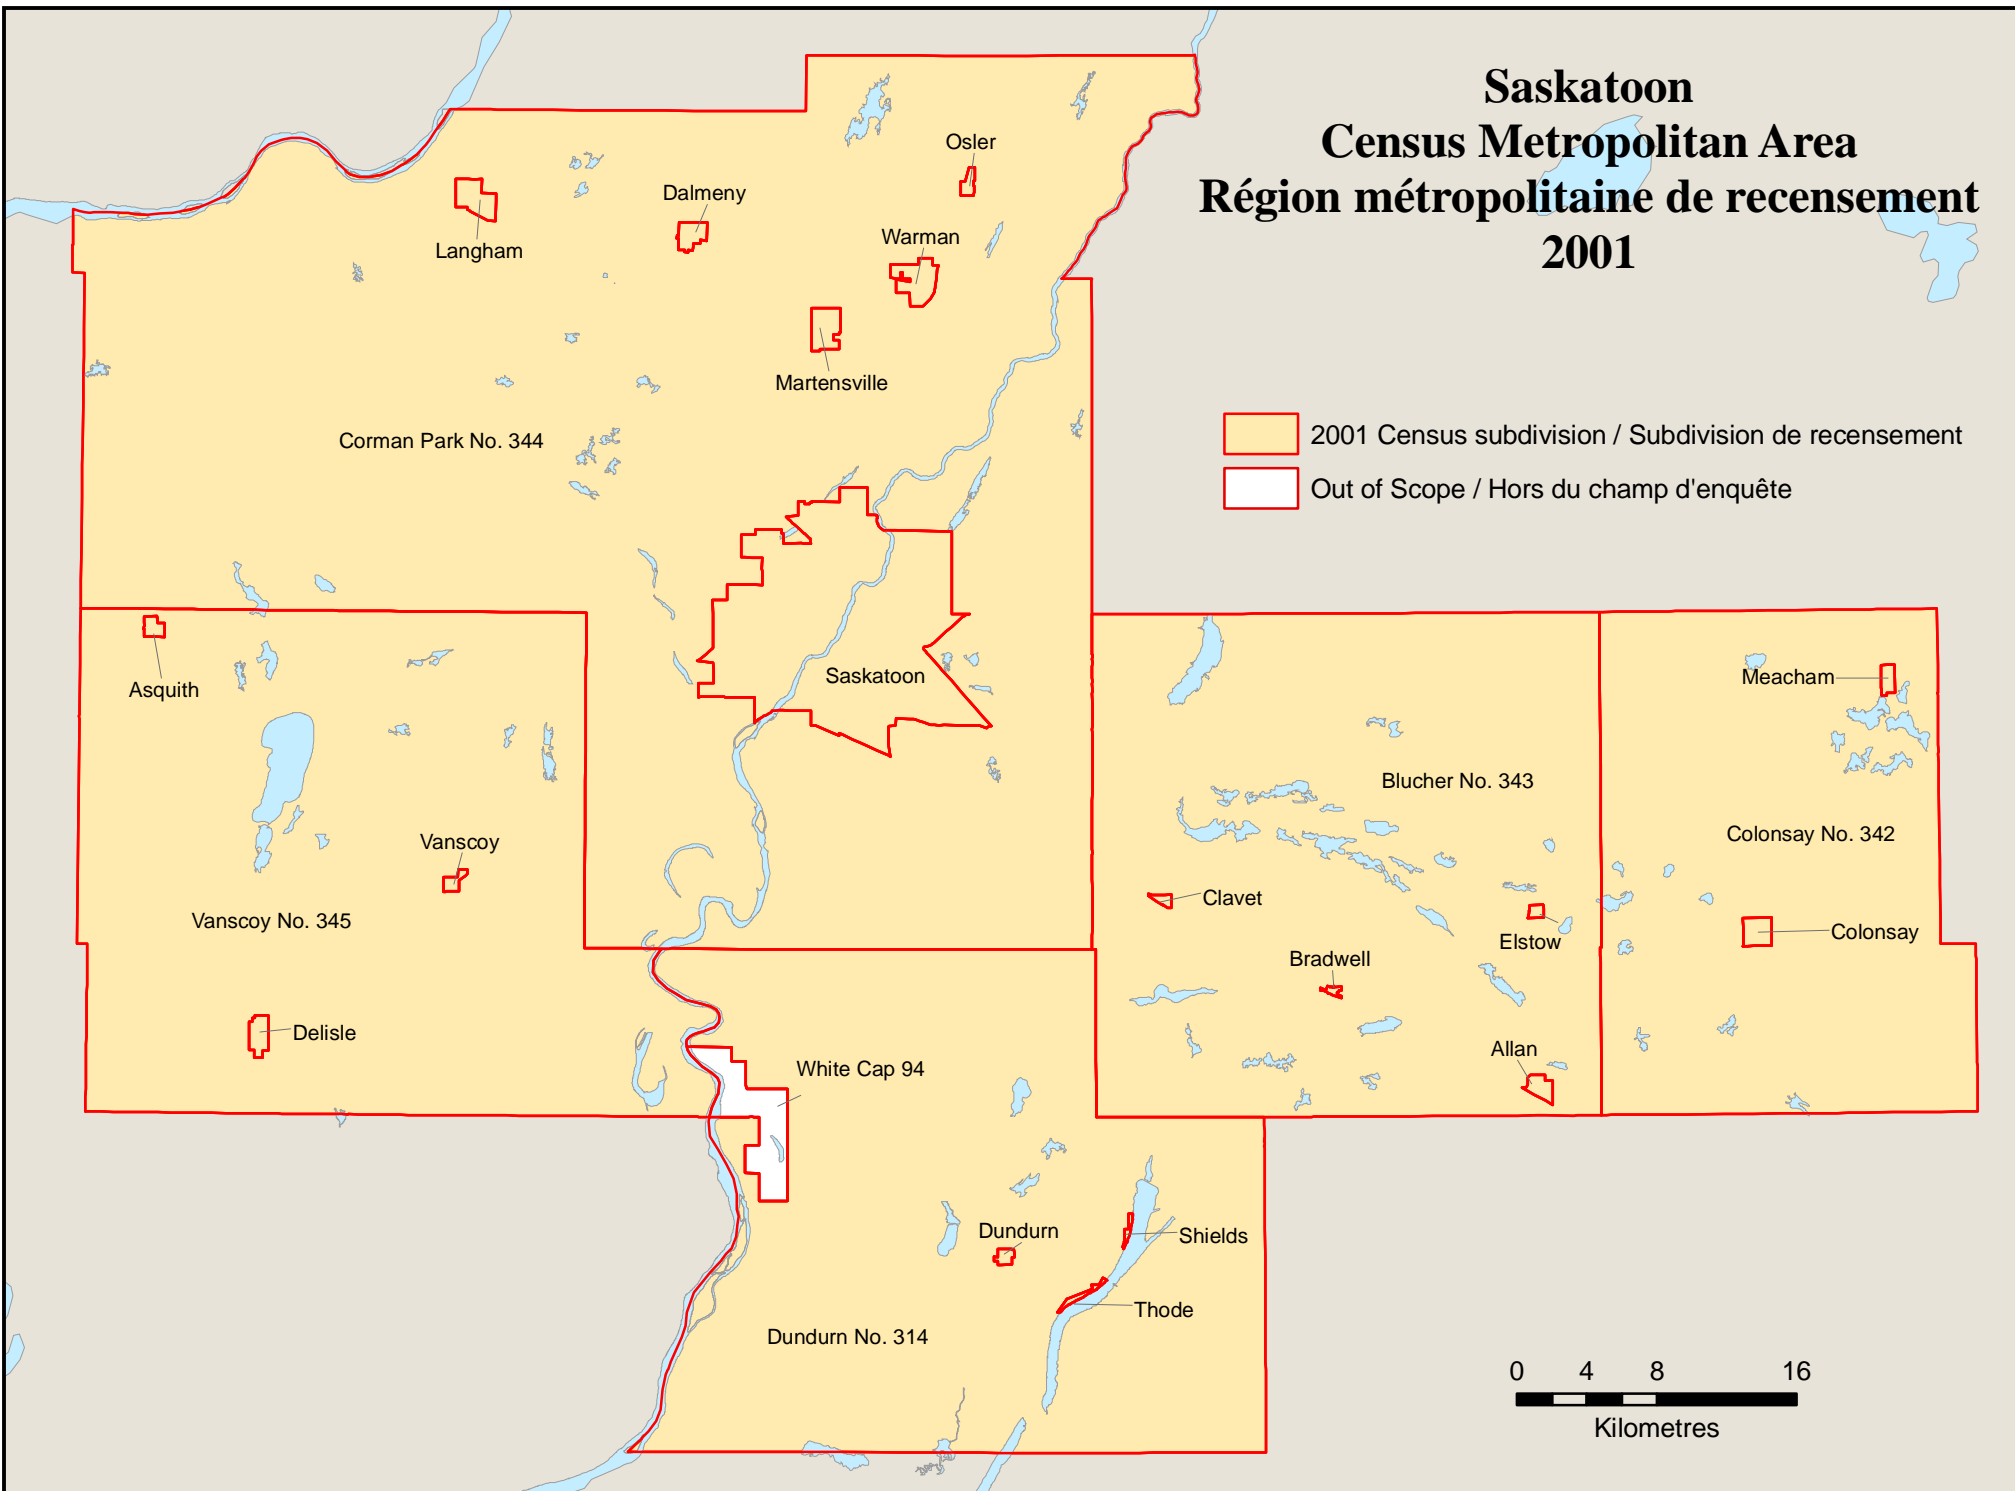 Saskatoon
Census Metropolitan Area
Région métropolitaine de recensement
2001
Osler
Dalmeny
Langham
Warman
Martensville
Corman Park No. 344
2001 Census subdivision / Subdivision de recensement
Out of Scope / Hors du champ d'enquête
Asquith
Saskatoon
Meacham
Blucher No. 343
Colonsay No. 342
Vanscoy
Vanscoy No. 345
Clavet
Elstow
Colonsay
Bradwell
Delisle
Allan
White Cap 94
Dundurn
Shields
Thode
Dundurn No. 314
0 4 8 16
Kilometres